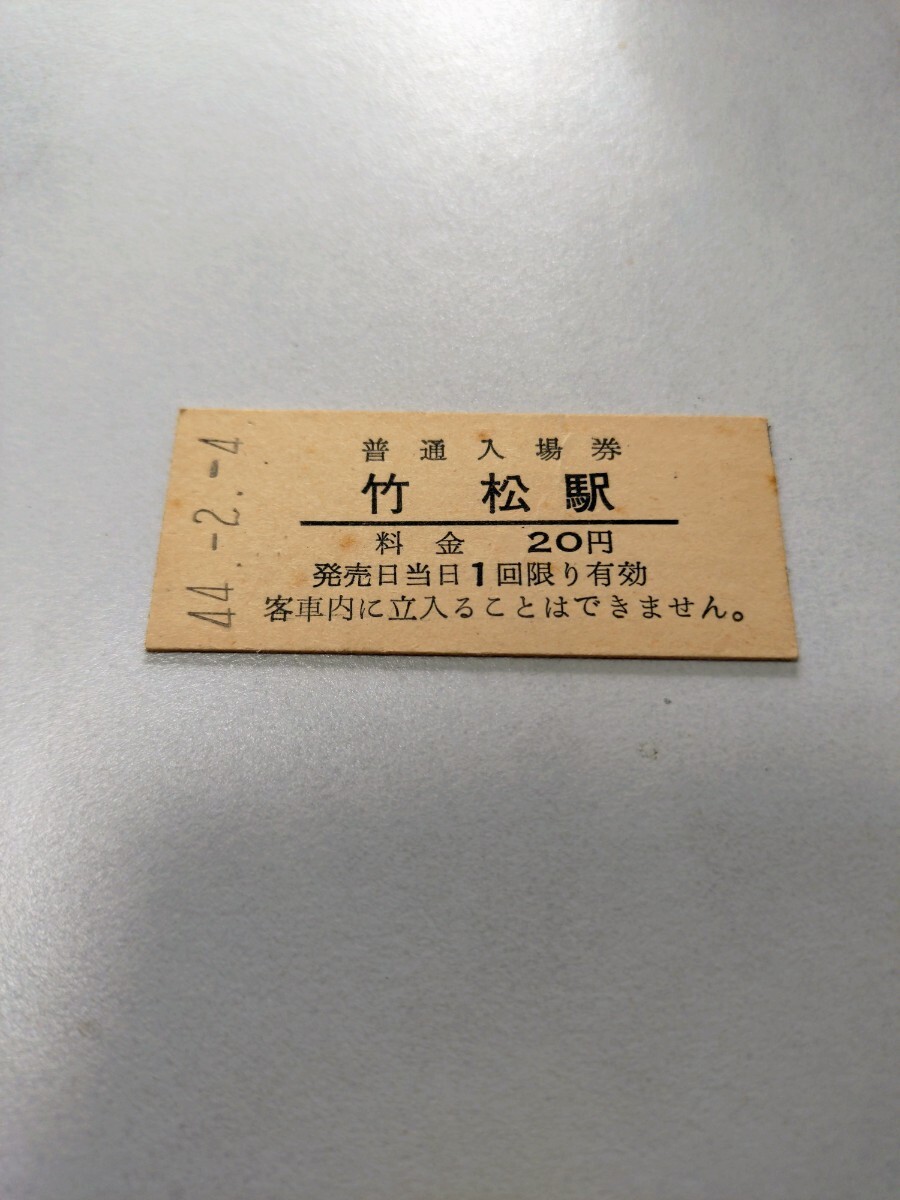 44.-2.-4
普通入場券
竹松駅
料金 20円
発売日当日1回限り有効
客車内に立入ることはできません。